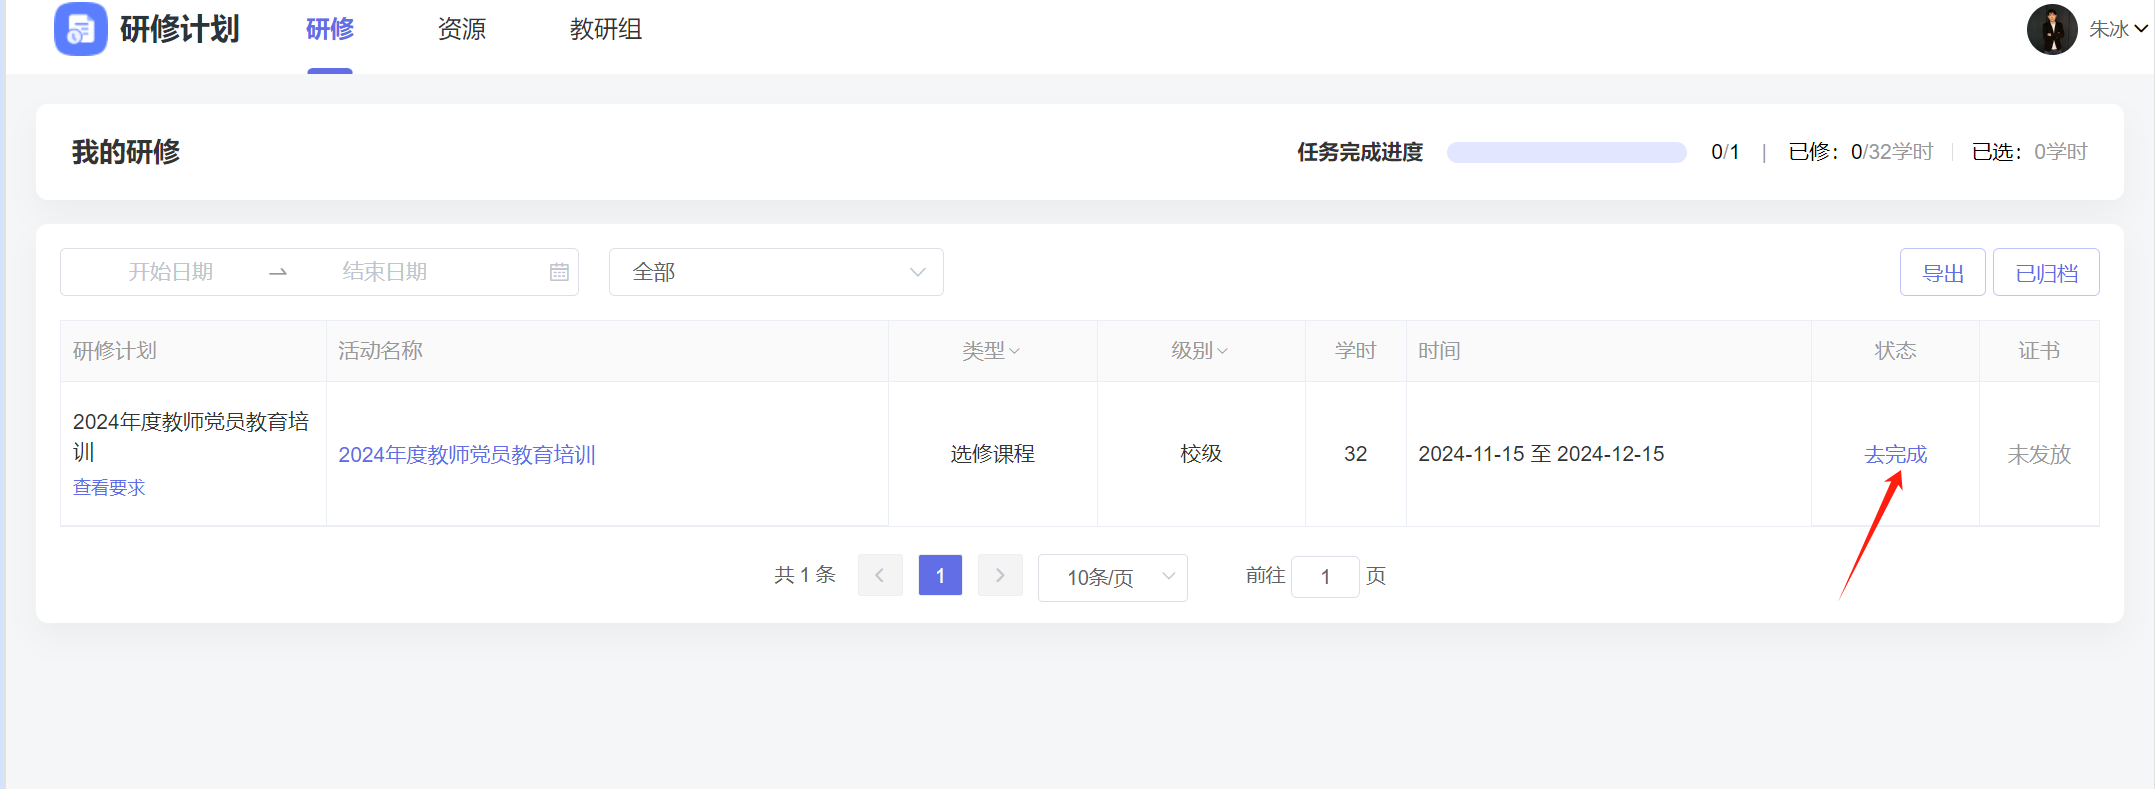 研修计划 研修 资源 教研组 朱冰
我的研修 任务完成进度 0/1 | 已修：0/32学时 已选：0学时
开始日期 → 结束日期 全部 导出 已归档
研修计划 活动名称 类型 级别 学时 时间 状态 证书
2024年度教师党员教育培
训
查看要求
2024年度教师党员教育培训 选修课程 校级 32 2024-11-15 至 2024-12-15 去完成 未发放
共 1 条 1 10条/页 前往 1 页